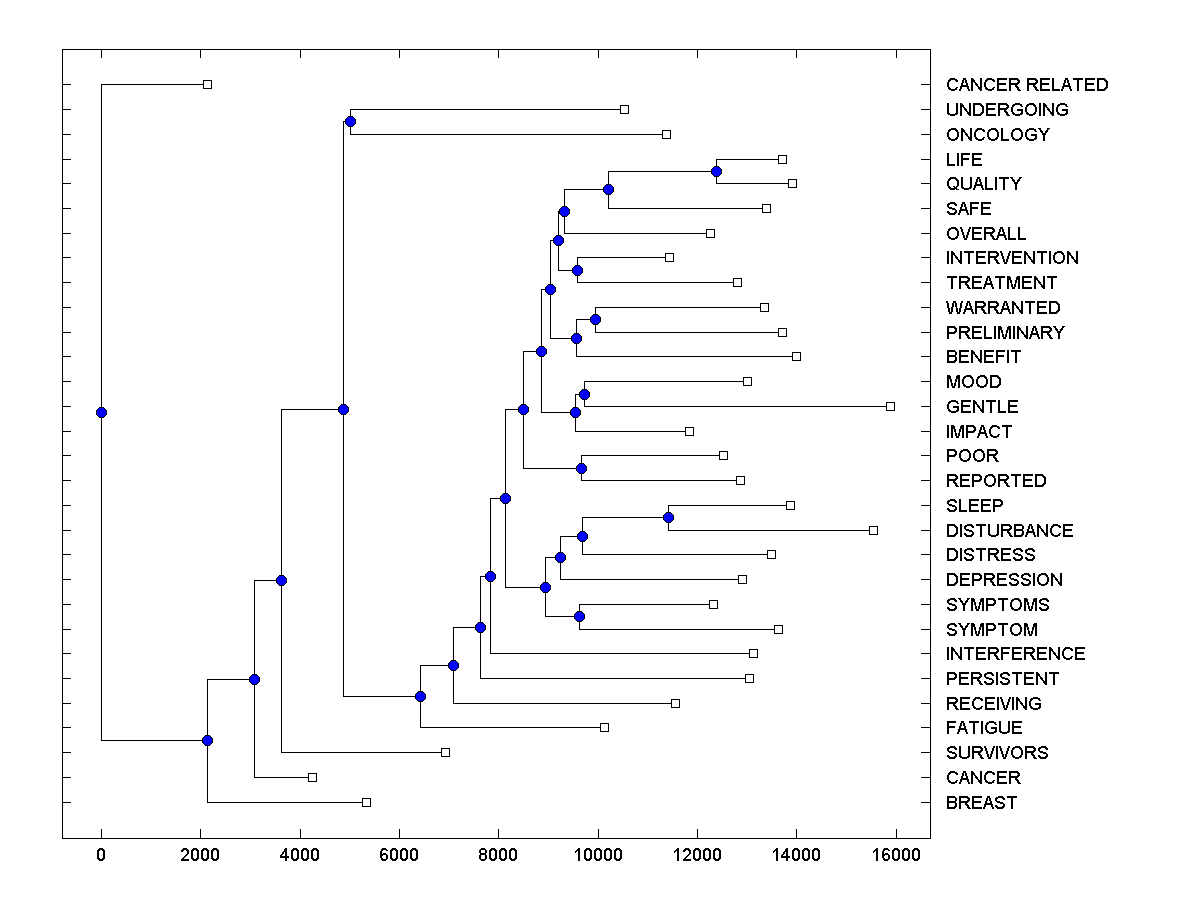 CANCER RELATED
UNDERGOING
ONCOLOGY
LIFE
QUALITY
SAFE
OVERALL
INTERVENTION
TREATMENT
WARRANTED
PRELIMINARY
BENEFIT
MOOD
GENTLE
IMPACT
POOR
REPORTED
SLEEP
DISTURBANCE
DISTRESS
DEPRESSION
SYMPTOMS
SYMPTOM
INTERFERENCE
PERSISTENT
RECEIVING
FATIGUE
SURVIVORS
CANCER
BREAST
0 2000 4000 6000 8000 10000 12000 14000 16000